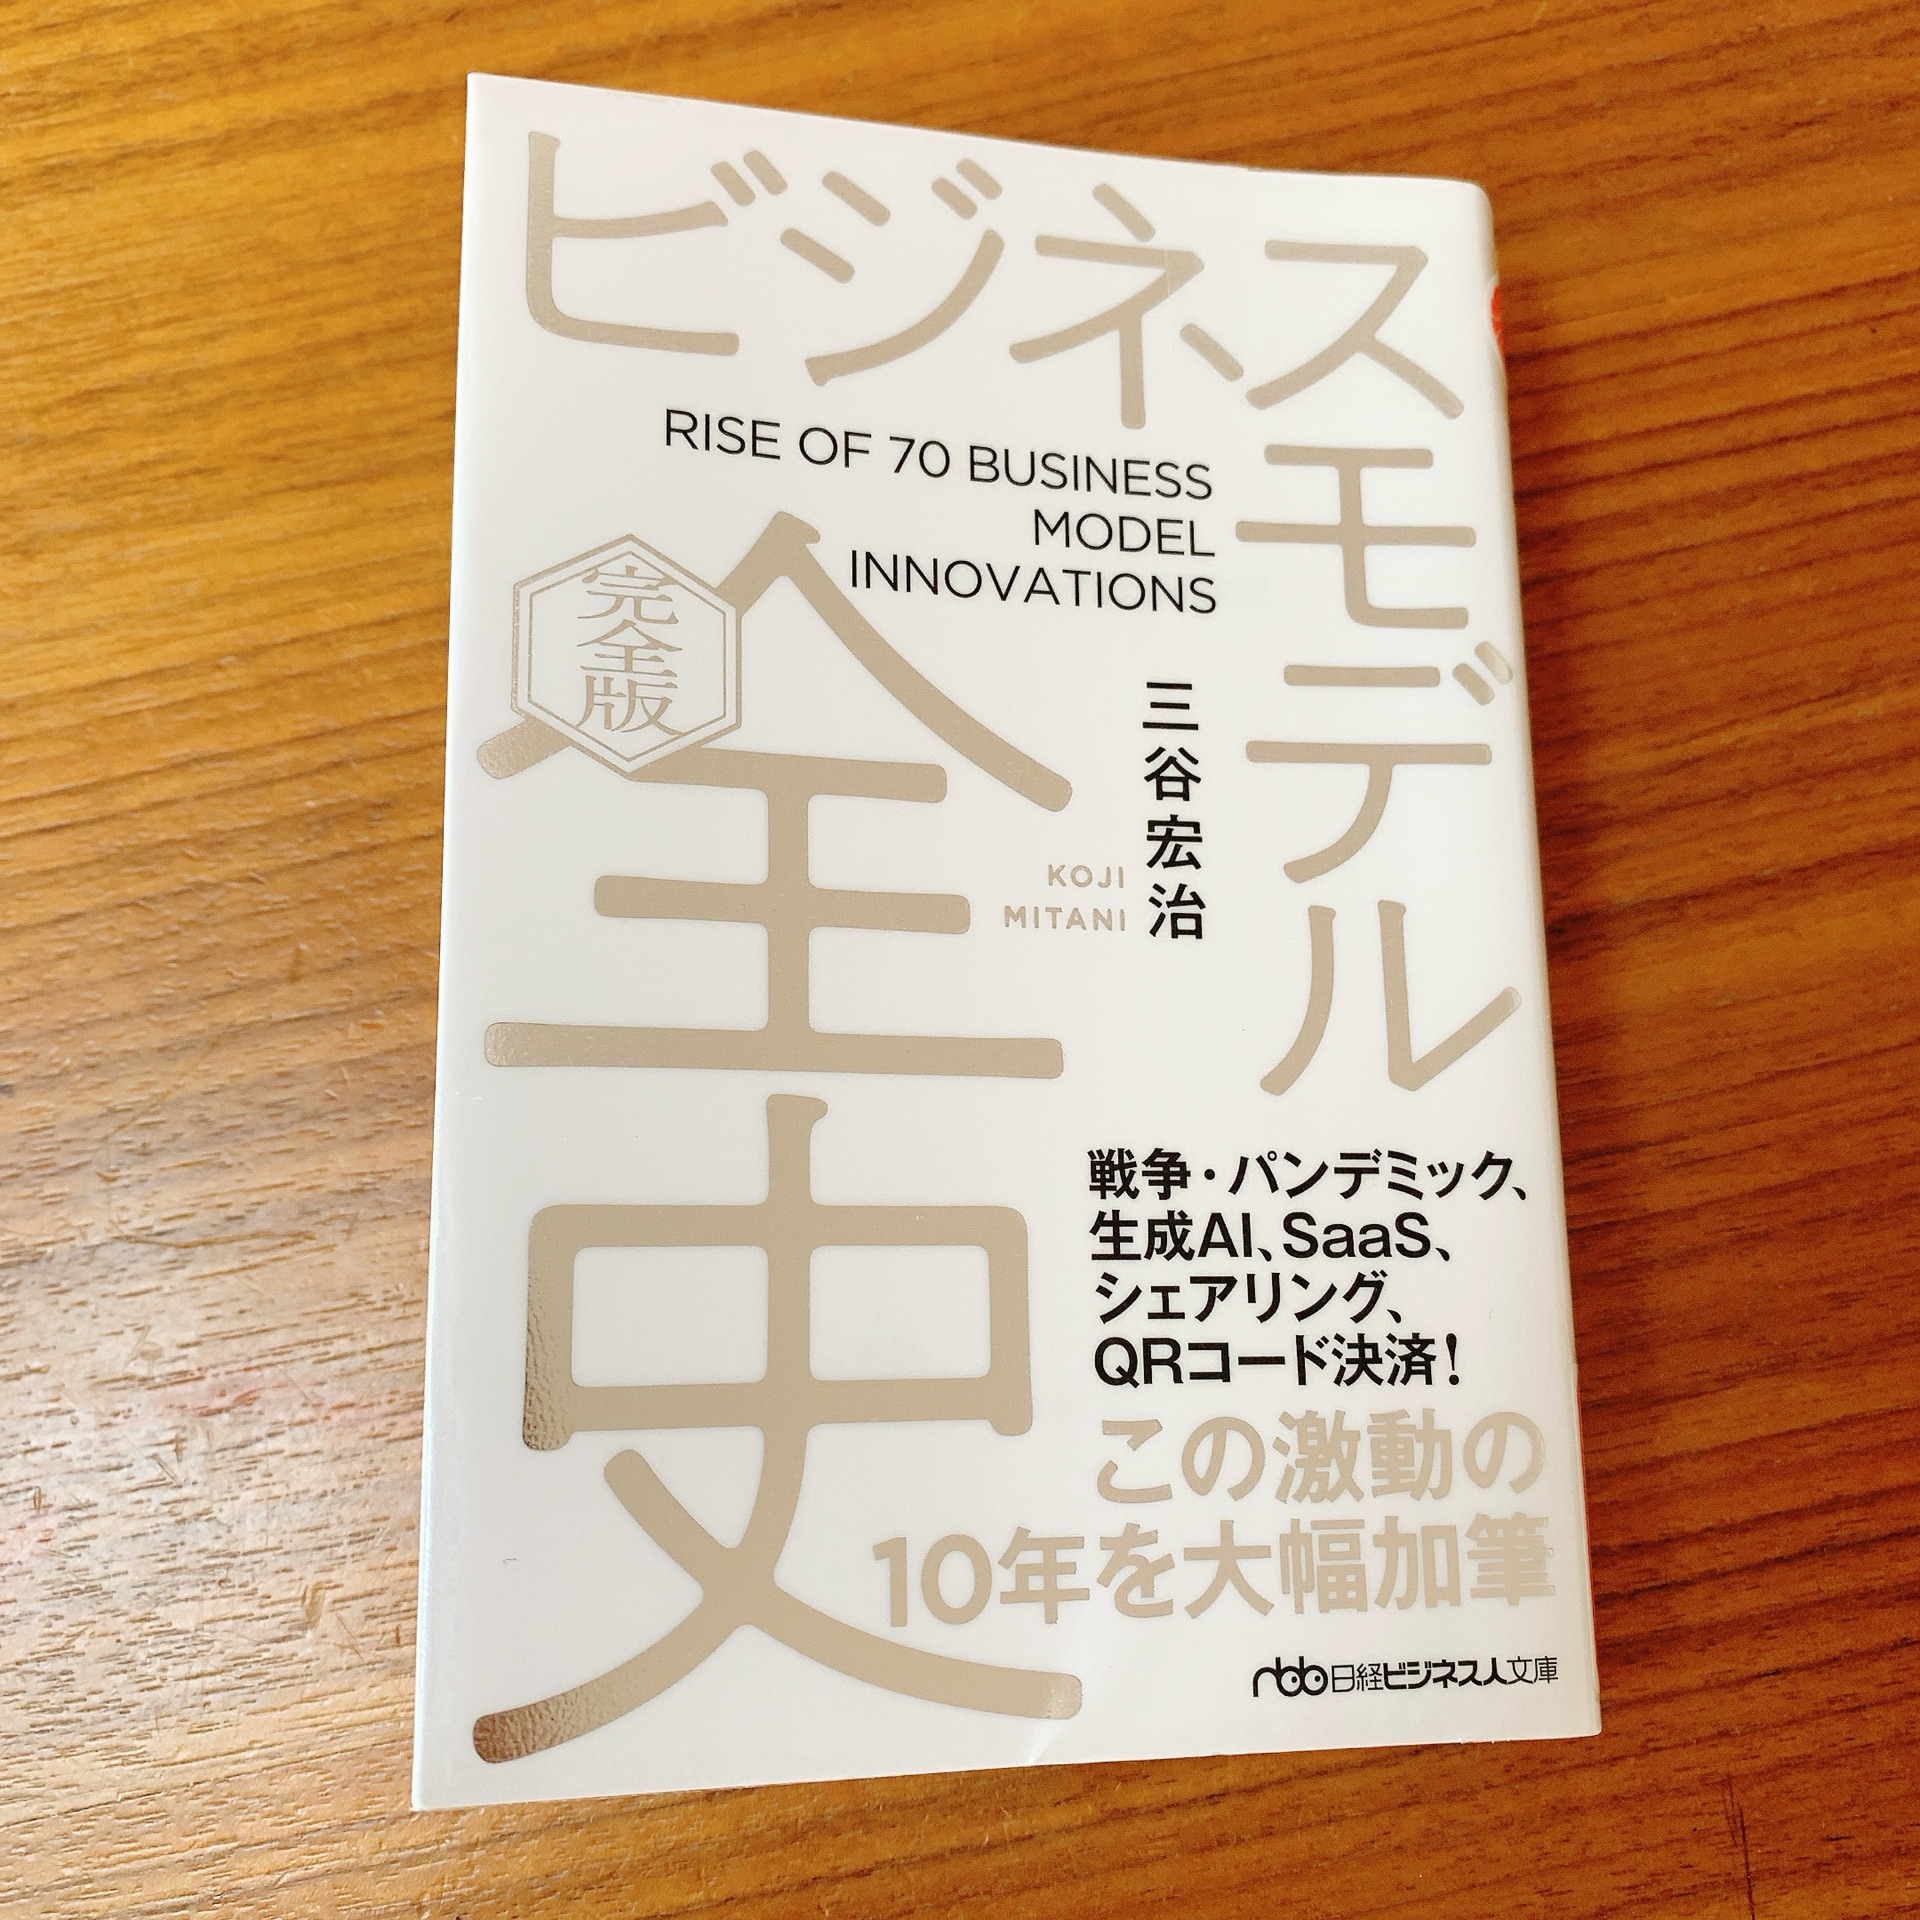 ビジネスモデル
全史
完全版
RISE OF 70 BUSINESS
MODEL
INNOVATIONS
三谷宏治
KOJI
MITANI
戦争・パンデミック、
生成AI、SaaS、
シェアリング、
QRコード決済！
この激動の
10年を大幅加筆
nbb日経ビジネス人文庫